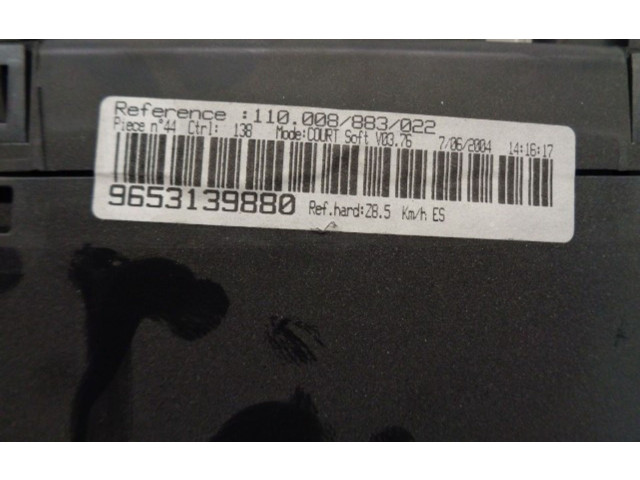 Reference :110.008/883/022
Piece n°44 Ctrl: 138 Mode:COURT Soft V03.76 7/06/2004 14:16:17
9653139880 Ref.hard:Z8.5 Km/h ES